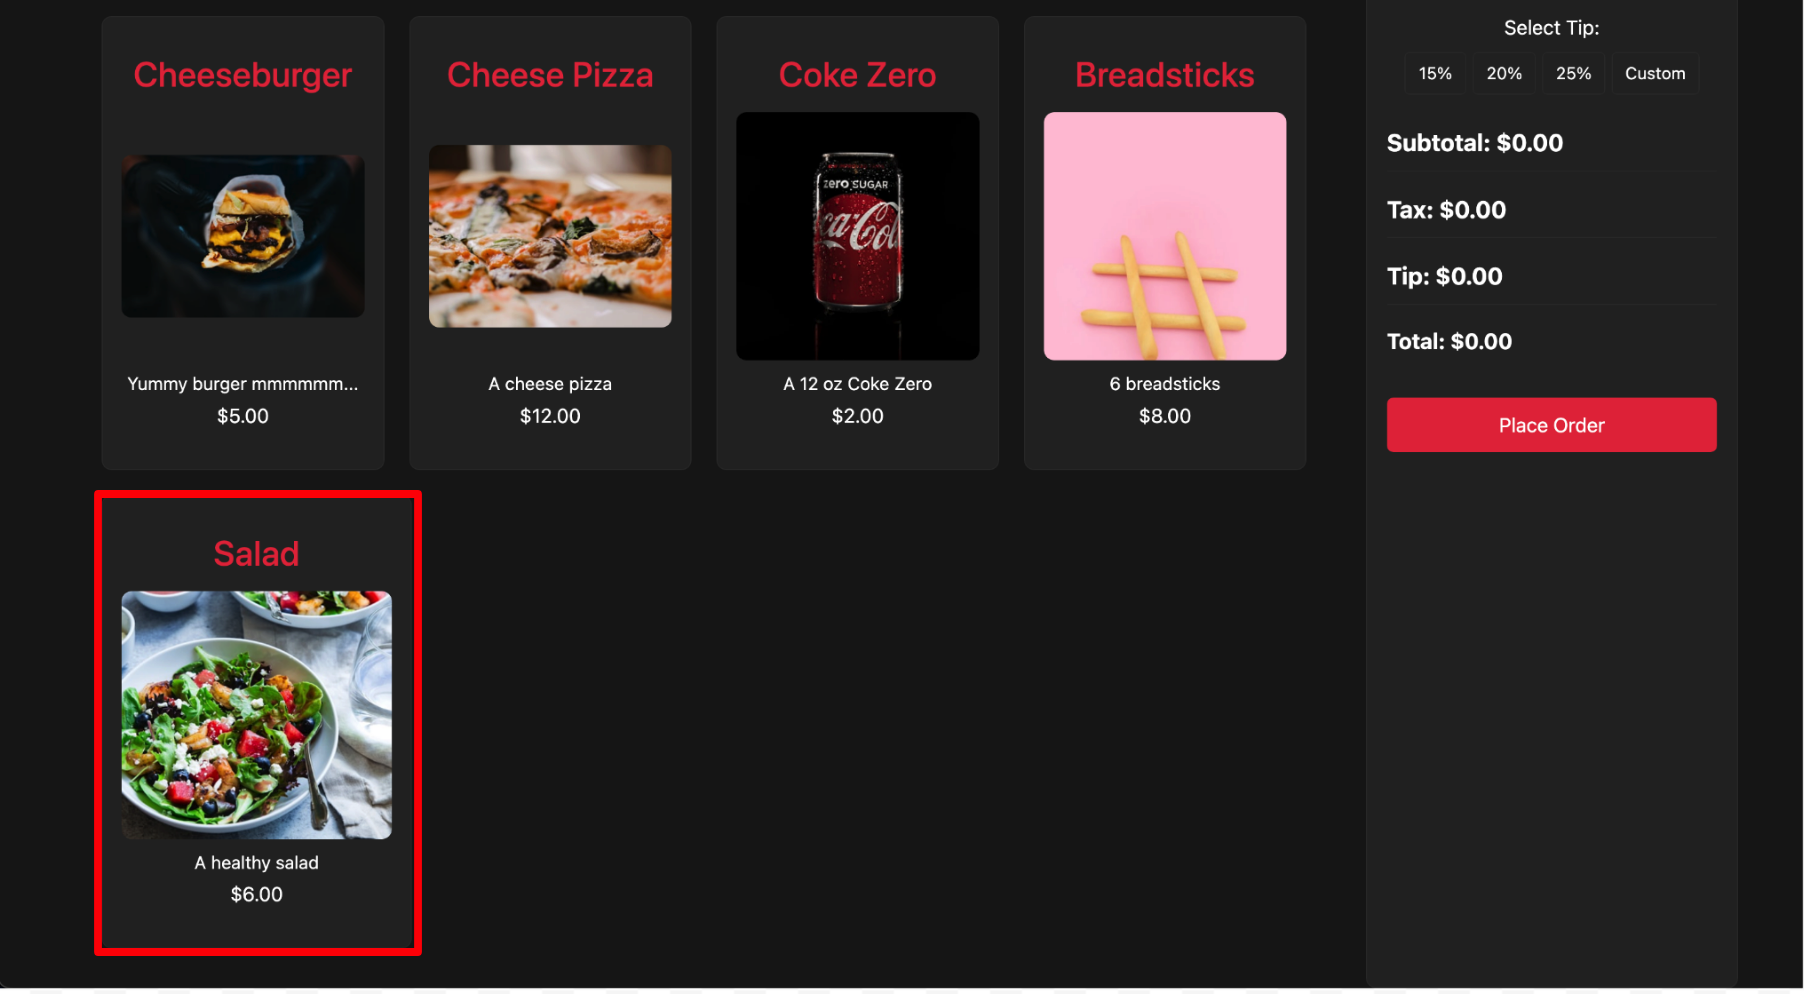 Cheeseburger
Yummy burger mmmmmm...
$5.00
Cheese Pizza
A cheese pizza
$12.00
Coke Zero
zero SUGAR
Coca-Cola
A 12 oz Coke Zero
$2.00
Breadsticks
6 breadsticks
$8.00
Salad
A healthy salad
$6.00
Select Tip:
15% 20% 25% Custom
Subtotal: $0.00
Tax: $0.00
Tip: $0.00
Total: $0.00
Place Order